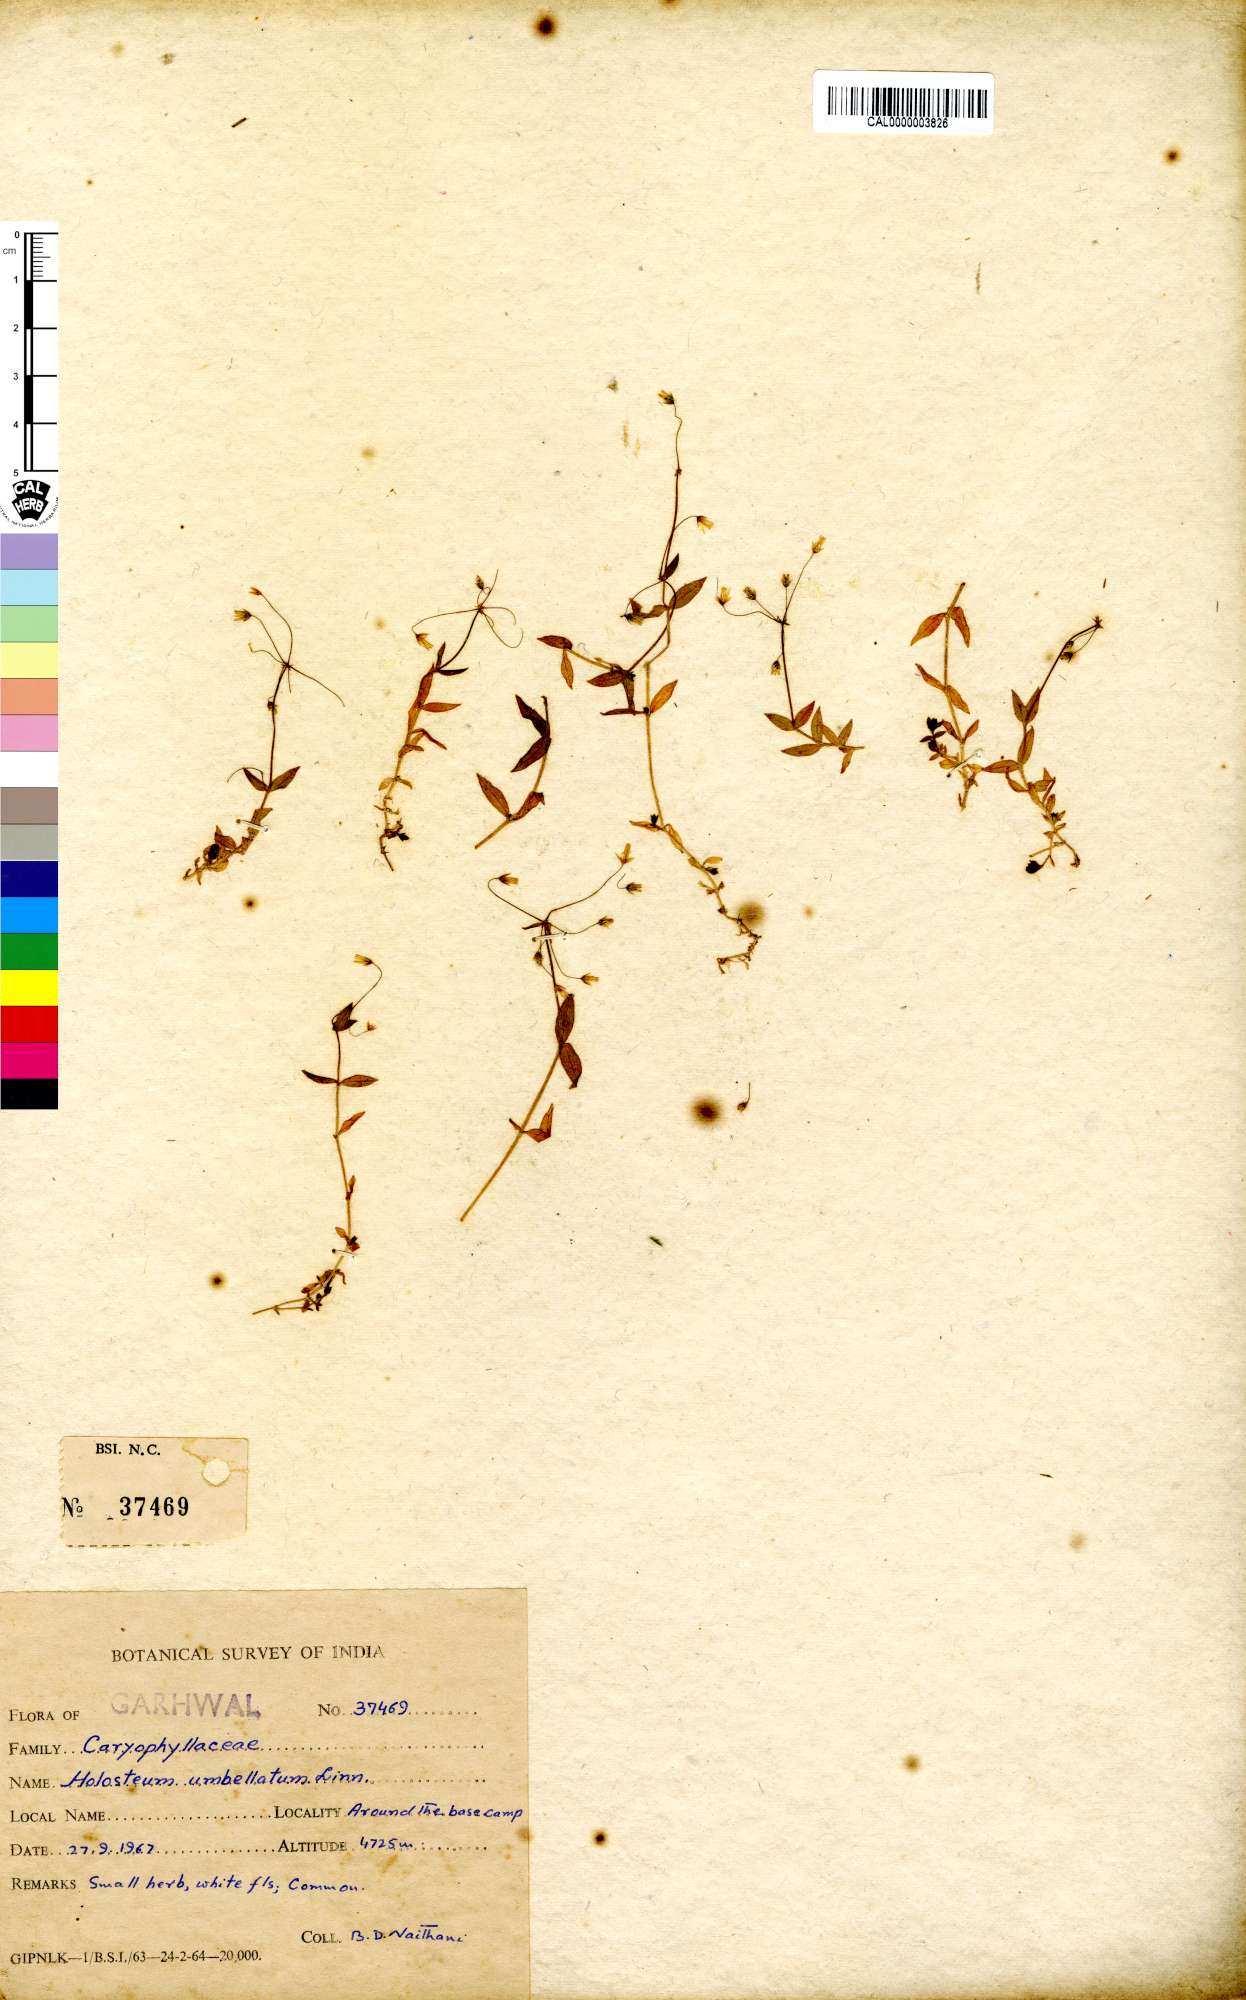 CAL0000003826
0
cm
1
2
3
4
5
CAL
HERB
BSI. N.C.
№ 37469
BOTANICAL SURVEY OF INDIA
FLORA OF GARHWAL No. 37469
FAMILY... Caryophyllaceae
NAME. Holosteum umbellatum Linn.
LOCAL NAME LOCALITY Around the base camp
DATE 27.9.1967 ALTITUDE 4725 m
REMARKS Small herb, white fls; Common.
COLL. B.D. Naithani
GIPNLK—1/B.S.I./63—24-2-64—20,000.